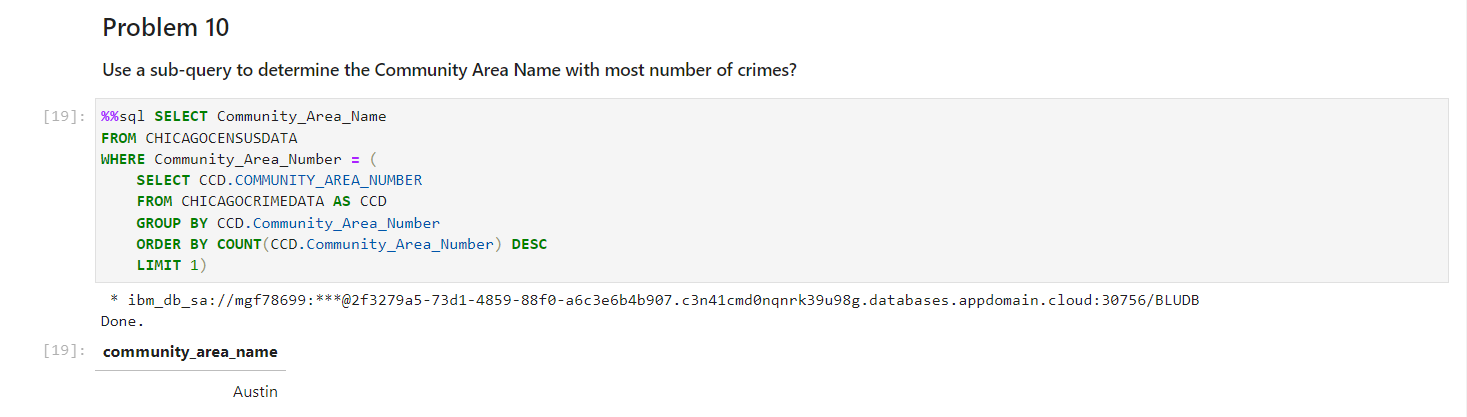 Problem 10
Use a sub-query to determine the Community Area Name with most number of crimes?
[19]: %%sql SELECT Community_Area_Name
FROM CHICAGOCENSUSDATA
WHERE Community_Area_Number = (
    SELECT CCD.COMMUNITY_AREA_NUMBER
    FROM CHICAGOCRIMEDATA AS CCD
    GROUP BY CCD.Community_Area_Number
    ORDER BY COUNT(CCD.Community_Area_Number) DESC
    LIMIT 1)
* ibm_db_sa://mgf78699:***@2f3279a5-73d1-4859-88f0-a6c3e6b4b907.c3n41cmd0nqnrk39u98g.databases.appdomain.cloud:30756/BLUDB
Done.
[19]: community_area_name
Austin